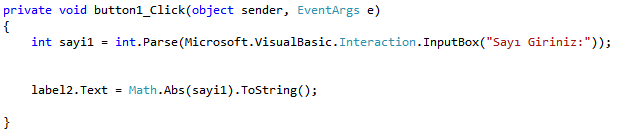 private void button1_Click(object sender, EventArgs e)
{
int sayi1 = int.Parse(Microsoft.VisualBasic.Interaction.InputBox("Sayı Giriniz:"));
label2.Text = Math.Abs(sayi1).ToString();
}